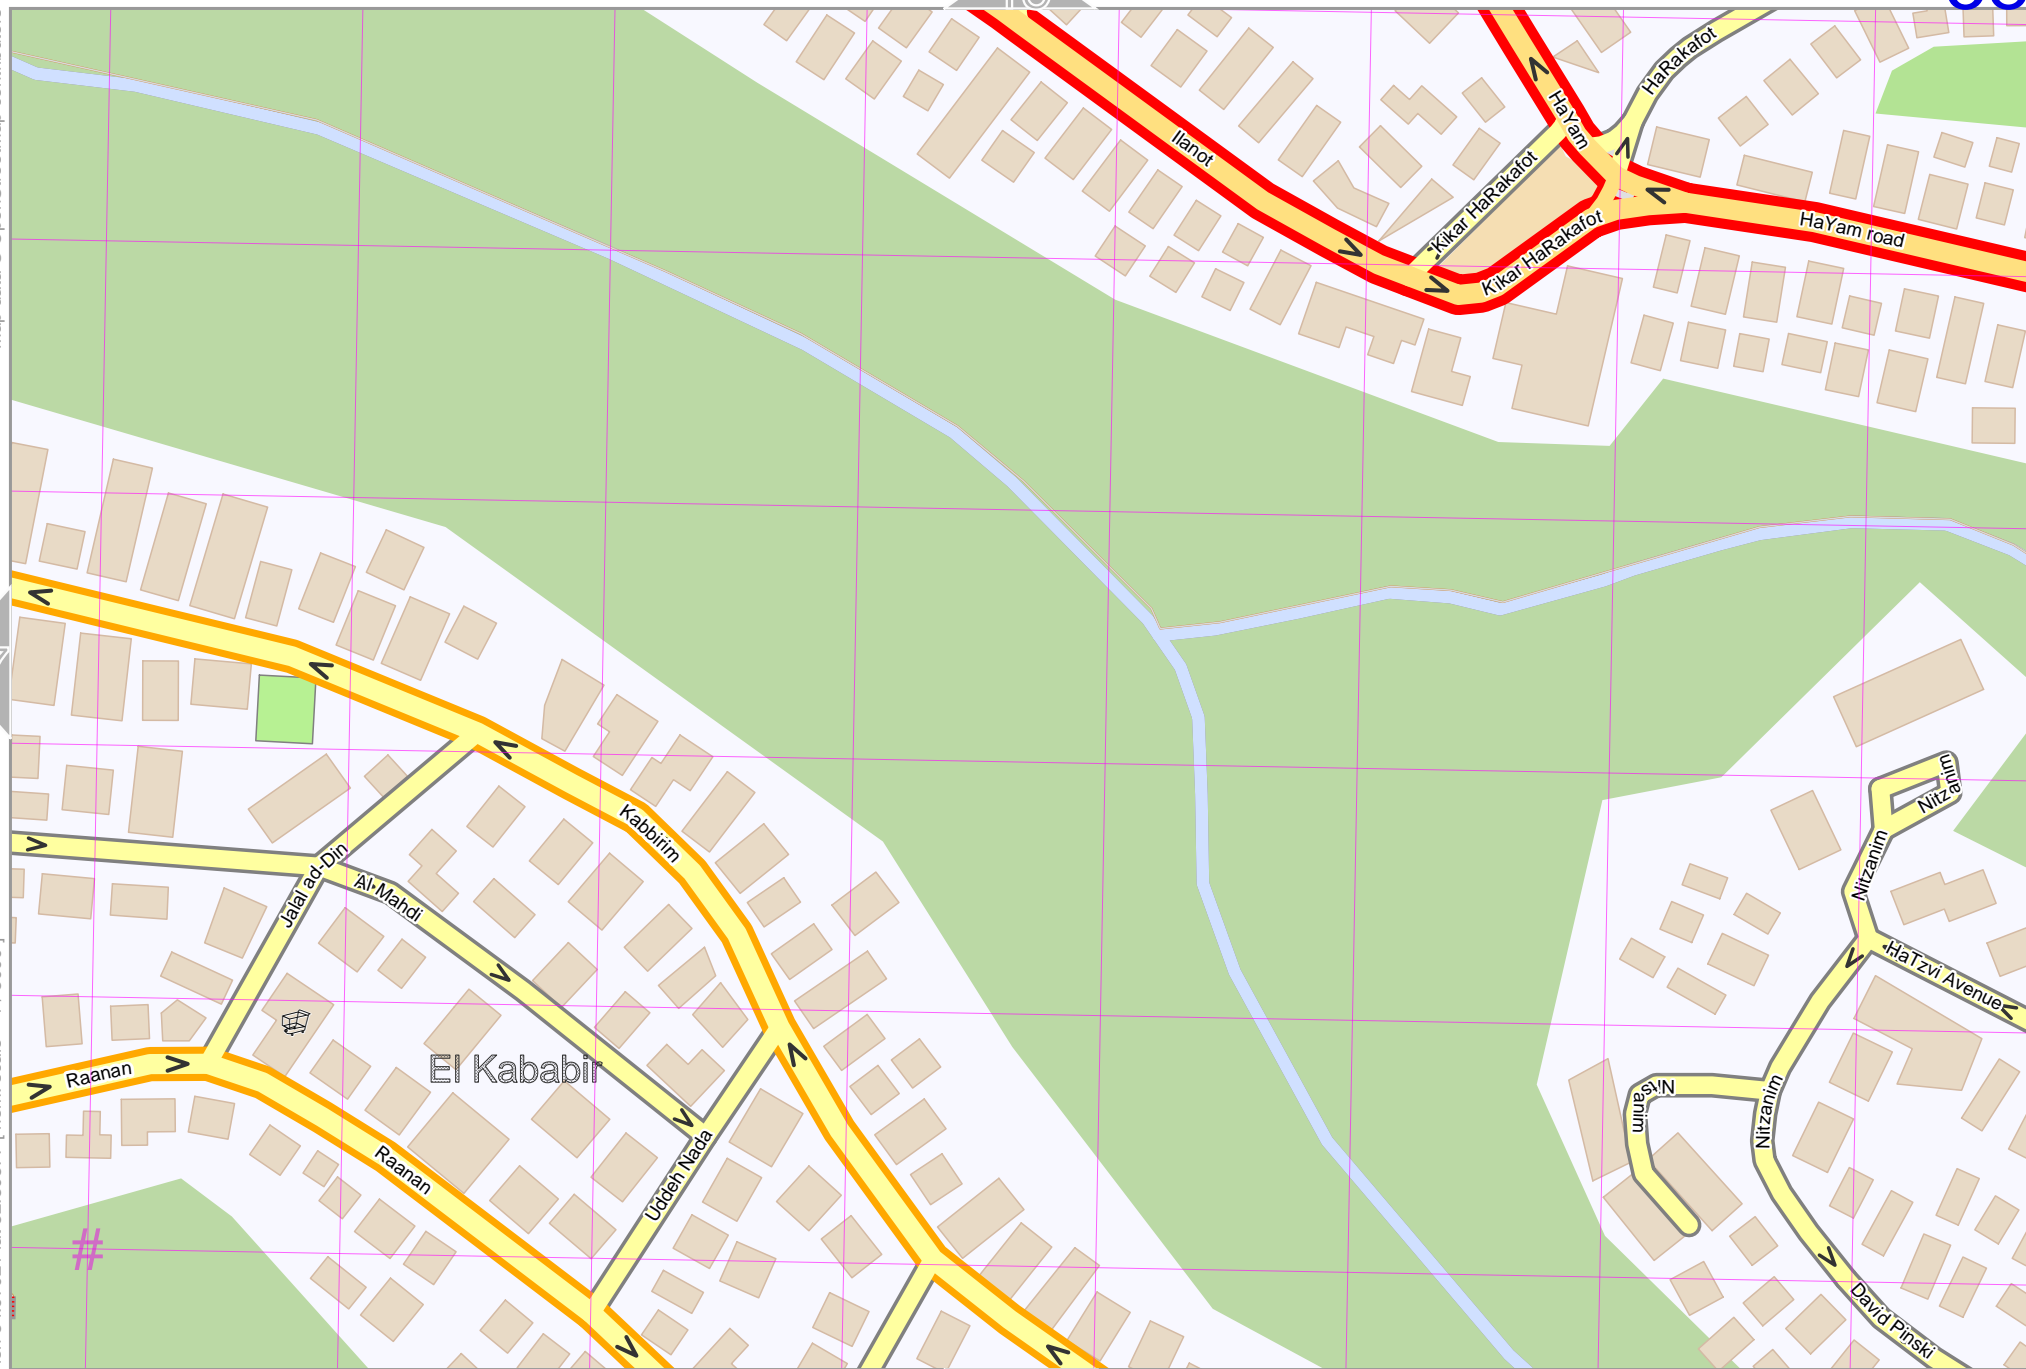 HaRakafot
HaYam
Ilanot
Kikar HaRakafot
Kikar HaRakafot
HaYam road
Kabbirim
Nitzanim
Jalal ad-Din
Al-Mahdi
Nitzanim
HaTzvi Avenue
El Kababir
Raanan
Nitsanim
Nitzanim
Raanan
Uddeh Nada
#
David Pinski